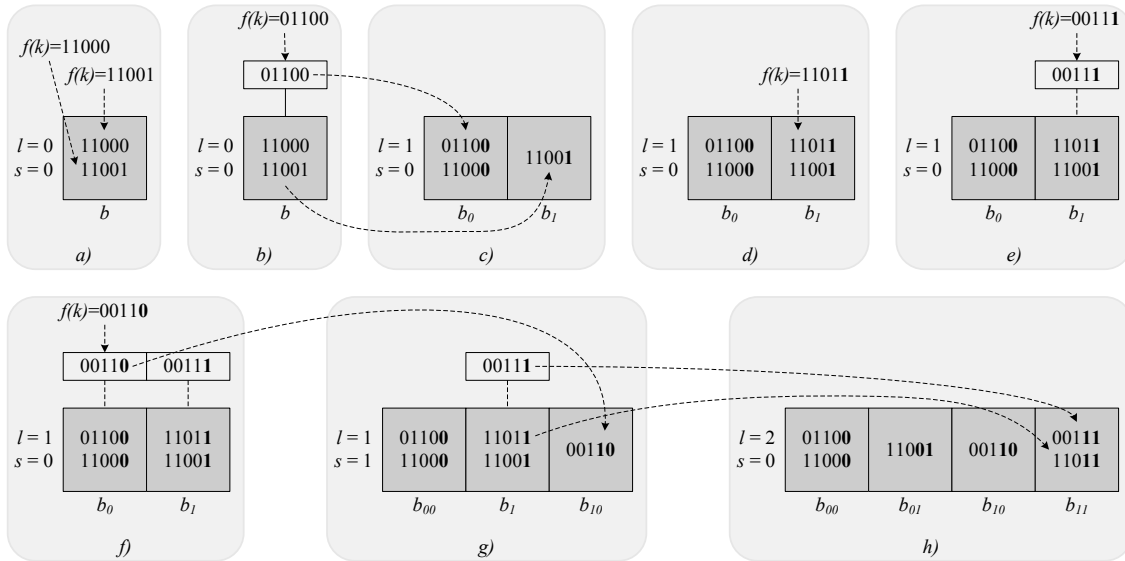 f(k)=11000
f(k)=11001
l = 0
s = 0
11000
11001
b
a)
f(k)=01100
01100
l = 0
s = 0
11000
11001
b
b)
l = 1
s = 0
01100
11000
11001
b0
b1
c)
f(k)=11011
l = 1
s = 0
01100 11011
11000 11001
b0 b1
d)
f(k)=00111
00111
l = 1
s = 0
01100 11011
11000 11001
b0 b1
e)
f(k)=00110
00110 00111
l = 1
s = 0
01100 11011
11000 11001
b0 b1
f)
00111
l = 1
s = 1
01100 11011
11000 11001
00110
b00 b1 b10
g)
l = 2
s = 0
01100
11000
11001
00110
00111
11011
b00 b01 b10 b11
h)